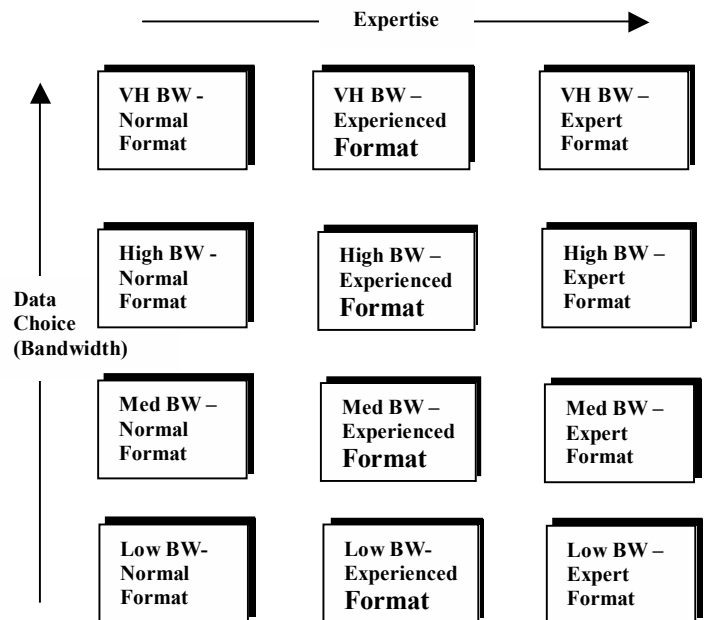 Expertise
VH BW -
Normal
Format
VH BW –
Experienced
Format
VH BW –
Expert
Format
High BW -
Normal
Format
High BW –
Experienced
Format
High BW –
Expert
Format
Data
Choice
(Bandwidth)
Med BW –
Normal
Format
Med BW –
Experienced
Format
Med BW –
Expert
Format
Low BW-
Normal
Format
Low BW-
Experienced
Format
Low BW –
Expert
Format